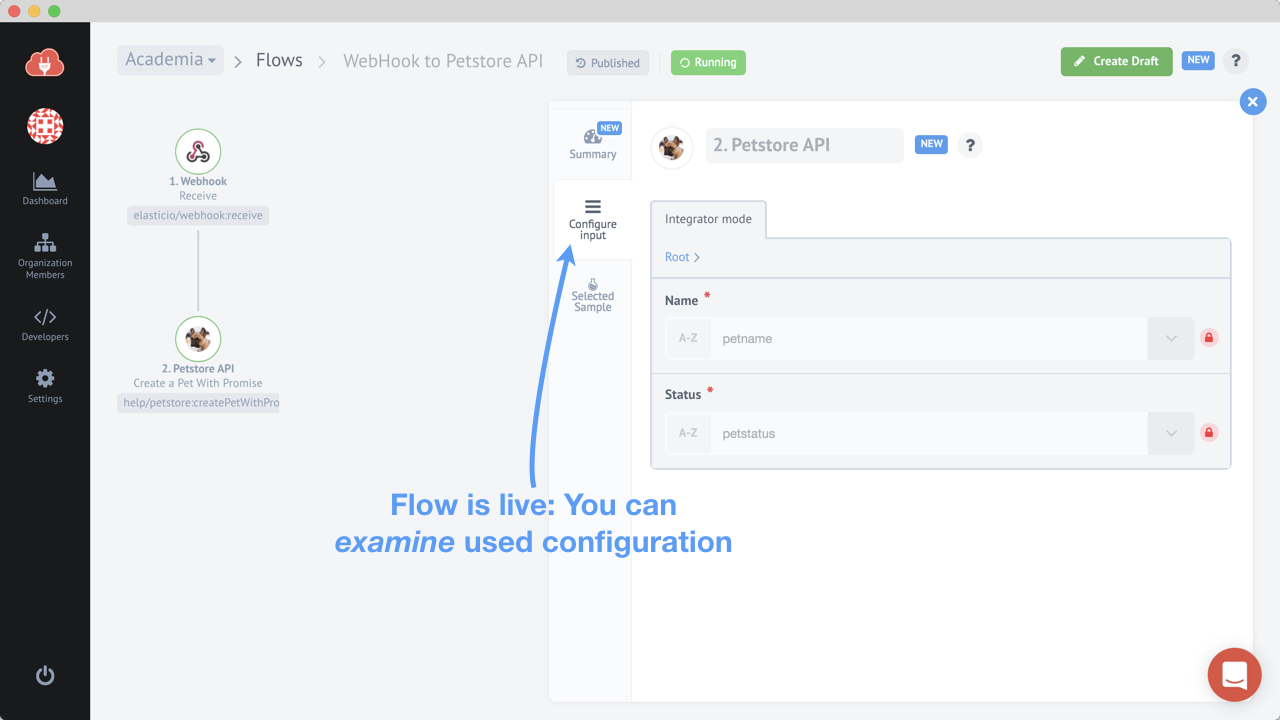 Academia
Flows
WebHook to Petstore API
Published
Running
Create Draft
NEW
?
Dashboard
Organization
Members
Developers
Settings
1. Webhook
Receive
elasticio/webhook:receive
2. Petstore API
Create a Pet With Promise
help/petstore:createPetWithPro
NEW
Summary
Configure
input
Selected
Sample
2. Petstore API
NEW
?
Integrator mode
Root
Name *
A-Z petname
Status *
A-Z petstatus
Flow is live: You can
examine used configuration